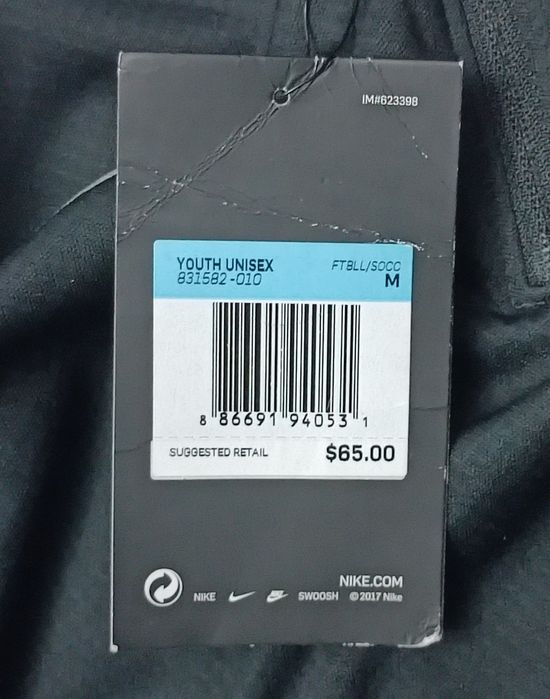 IM#623398
YOUTH UNISEX FTBLL/SOCC
831582-010 M
8 86691 94053 1
SUGGESTED RETAIL $65.00
NIKE.COM
NIKE SWOOSH ©2017 Nike